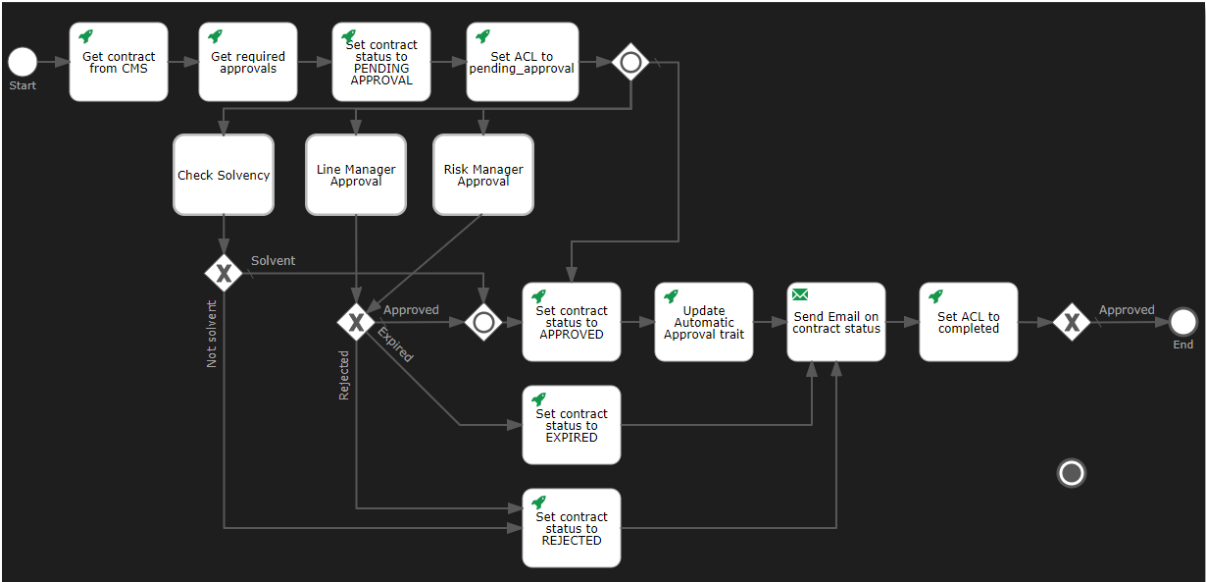 Start
Get contract
from CMS
Get required
approvals
Set contract
status to
PENDING
APPROVAL
Set ACL to
pending_approval
Check Solvency
Line Manager
Approval
Risk Manager
Approval
Solvent
Not solvent
Approved
Expired
Rejected
Set contract
status to
APPROVED
Update
Automatic
Approval trait
Send Email on
contract status
Set ACL to
completed
Approved
End
Set contract
status to
EXPIRED
Set contract
status to
REJECTED